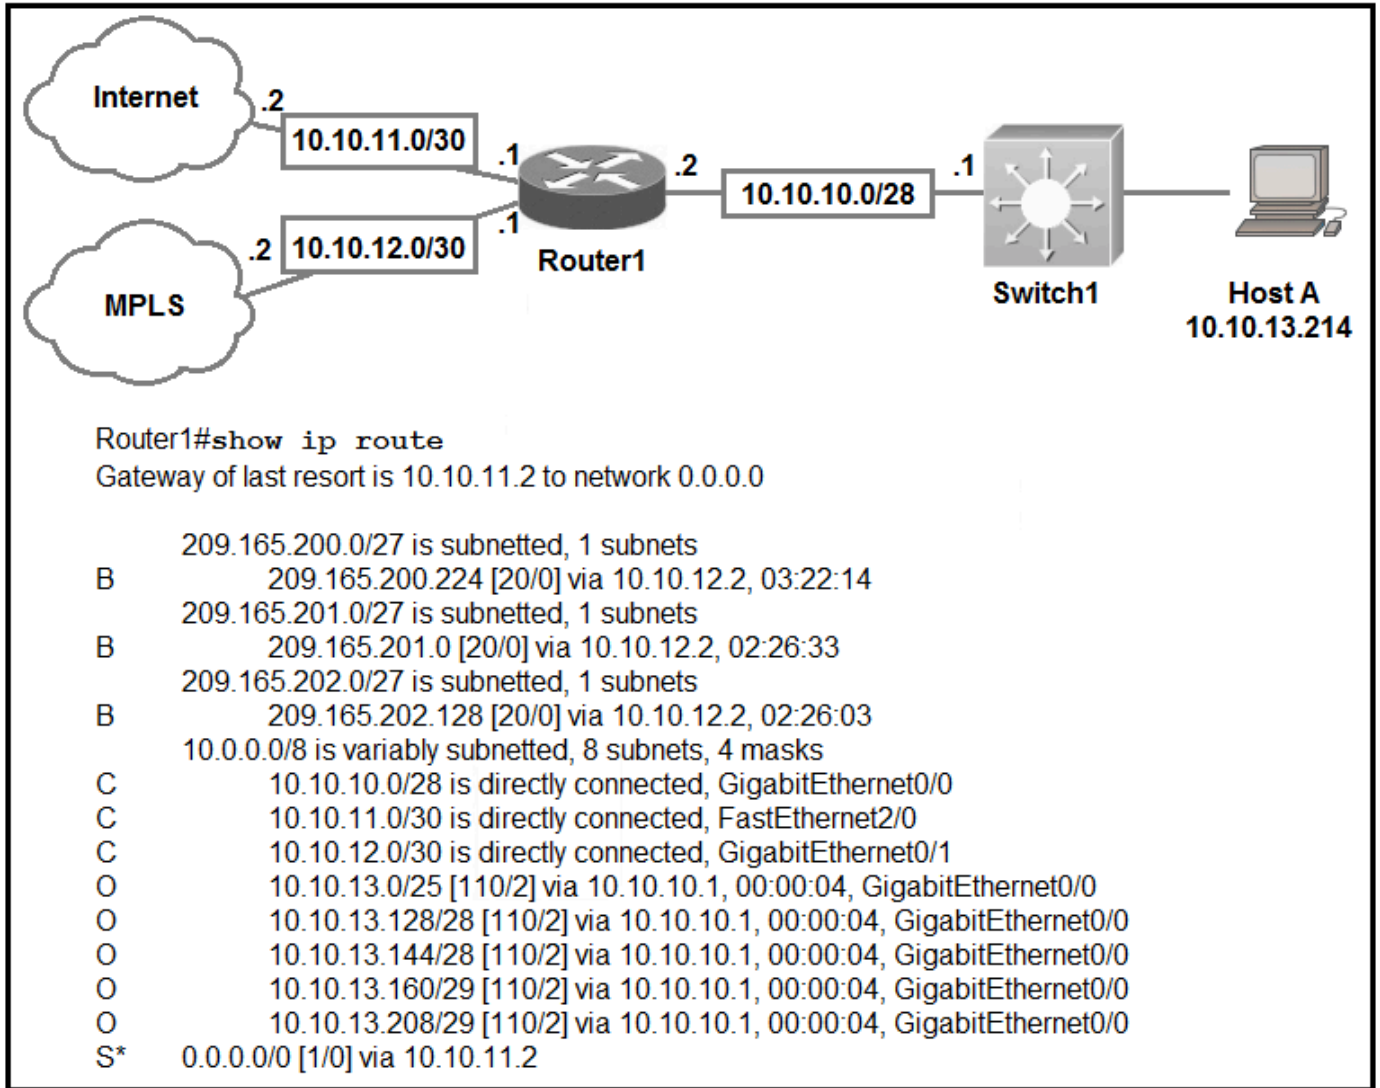 Internet
.2
10.10.11.0/30
.1
.2
10.10.10.0/28
.1
.2
10.10.12.0/30
.1
Router1
MPLS
Switch1
Host A
10.10.13.214
Router1#show ip route
Gateway of last resort is 10.10.11.2 to network 0.0.0.0
209.165.200.0/27 is subnetted, 1 subnets
B 209.165.200.224 [20/0] via 10.10.12.2, 03:22:14
209.165.201.0/27 is subnetted, 1 subnets
B 209.165.201.0 [20/0] via 10.10.12.2, 02:26:33
209.165.202.0/27 is subnetted, 1 subnets
B 209.165.202.128 [20/0] via 10.10.12.2, 02:26:03
10.0.0.0/8 is variably subnetted, 8 subnets, 4 masks
C 10.10.10.0/28 is directly connected, GigabitEthernet0/0
C 10.10.11.0/30 is directly connected, FastEthernet2/0
C 10.10.12.0/30 is directly connected, GigabitEthernet0/1
O 10.10.13.0/25 [110/2] via 10.10.10.1, 00:00:04, GigabitEthernet0/0
O 10.10.13.128/28 [110/2] via 10.10.10.1, 00:00:04, GigabitEthernet0/0
O 10.10.13.144/28 [110/2] via 10.10.10.1, 00:00:04, GigabitEthernet0/0
O 10.10.13.160/29 [110/2] via 10.10.10.1, 00:00:04, GigabitEthernet0/0
O 10.10.13.208/29 [110/2] via 10.10.10.1, 00:00:04, GigabitEthernet0/0
S* 0.0.0.0/0 [1/0] via 10.10.11.2